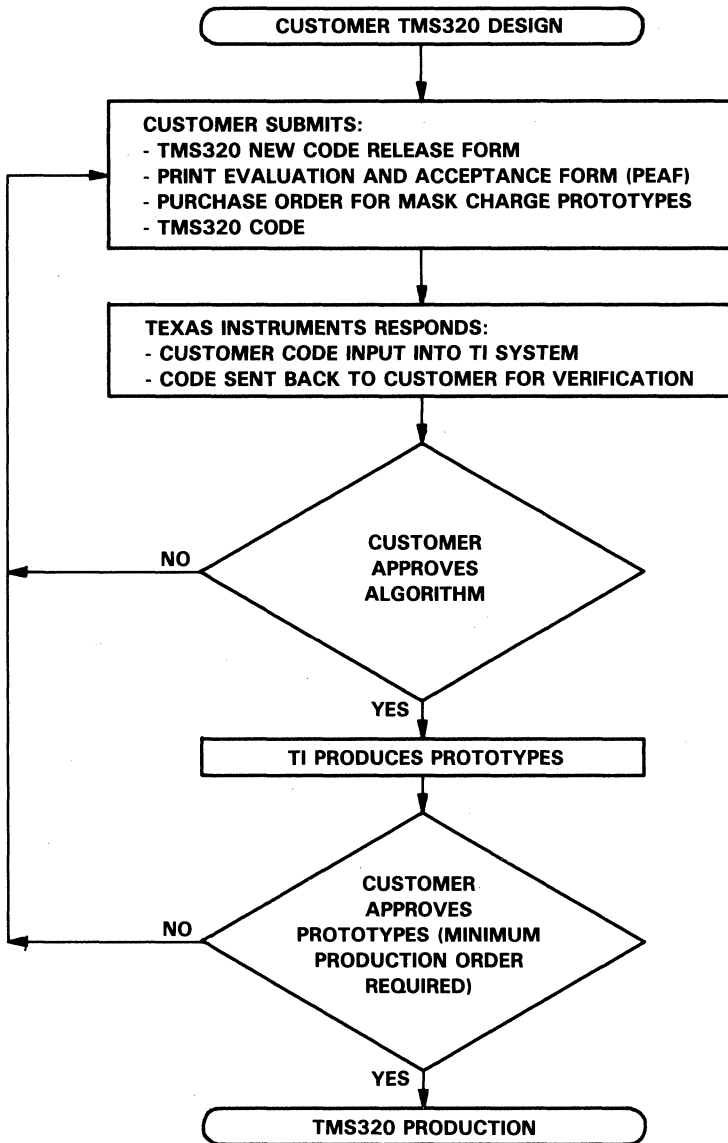 CUSTOMER TMS320 DESIGN
CUSTOMER SUBMITS:
- TMS320 NEW CODE RELEASE FORM
- PRINT EVALUATION AND ACCEPTANCE FORM (PEAF)
- PURCHASE ORDER FOR MASK CHARGE PROTOTYPES
- TMS320 CODE
TEXAS INSTRUMENTS RESPONDS:
- CUSTOMER CODE INPUT INTO TI SYSTEM
- CODE SENT BACK TO CUSTOMER FOR VERIFICATION
NO
CUSTOMER
APPROVES
ALGORITHM
YES
TI PRODUCES PROTOTYPES
NO
CUSTOMER
APPROVES
PROTOTYPES (MINIMUM
PRODUCTION ORDER
REQUIRED)
YES
TMS320 PRODUCTION